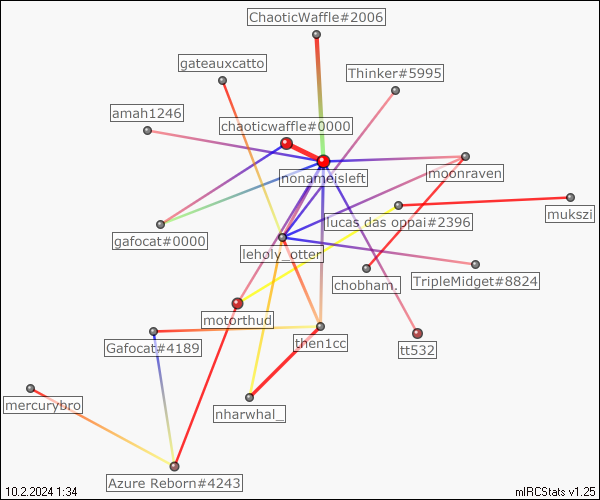 ChaoticWaffle#2006
gateauxcatto
Thinker#5995
amah1246
chaoticwaffle#0000
nonameisleft
moonraven
lucas das oppai#2396
mukszi
gafocat#0000
leholy_otter
chobham.
TripleMidget#8824
motorthud
Gafocat#4189
then1cc
tt532
mercurybro
nharwhal_
Azure Reborn#4243
10.2.2024 1:34
mIRCStats v1.25